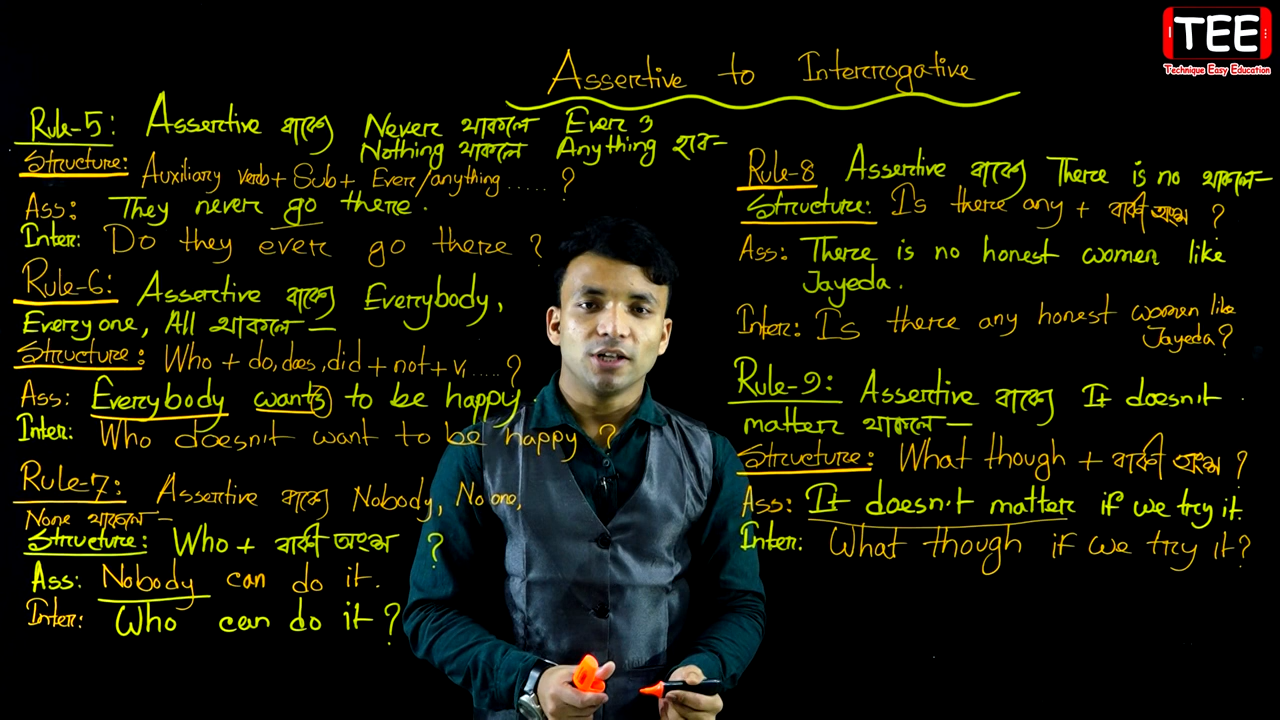 TEE
Technique Easy Education
Assertive to Interrogative
Rule-5: Assertive বাক্যে Never থাকলে Ever ও
Nothing থাকলে Anything হবে-
Structure: Auxiliary verb + Sub + Ever/anything ......?
Ass: They never go there.
Inter: Do they ever go there ?
Rule-6: Assertive বাক্যে Everybody,
Everyone, All থাকলে —
Structure: Who + do, does, did + not + v₁ ..... ?
Ass: Everybody wants to be happy.
Inter: Who doesn't want to be happy ?
Rule-7: Assertive বাক্যে Nobody, No one,
None থাকলে —
Structure: Who + বাকী অংশ ?
Ass: Nobody can do it.
Inter: Who can do it ?
Rule-8 Assertive বাক্যে There is no থাকলে—
Structure: Is there any + বাকী অংশ ?
Ass: There is no honest women like
Jayeda.
Inter: Is there any honest women like
Jayeda?
Rule-9: Assertive বাক্যে It doesn't
matter থাকলে —
Structure: What though + বাকী অংশ ?
Ass: It doesn't matter if we try it.
Inter: What though if we try it?